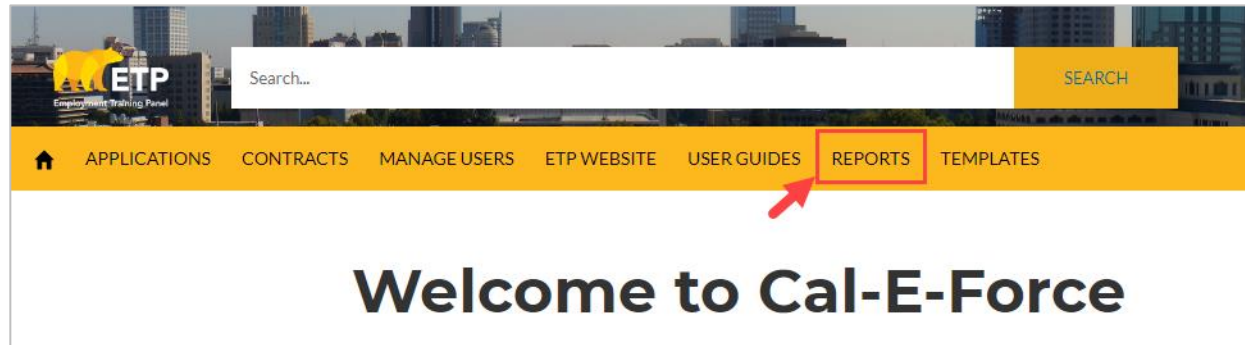 ETP
Employment Training Panel
Search...
SEARCH
APPLICATIONS CONTRACTS MANAGE USERS ETP WEBSITE USER GUIDES REPORTS TEMPLATES
Welcome to Cal-E-Force